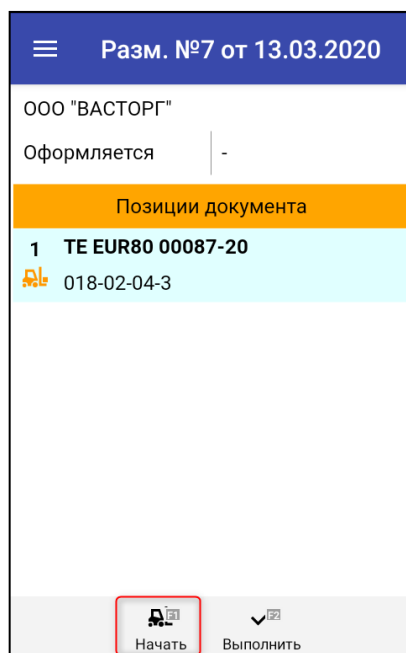 Разм. №7 от 13.03.2020
ООО "ВАСТОРГ"
Оформляется -
Позиции документа
1 TE EUR80 00087-20
018-02-04-3
F1 F2
Начать Выполнить